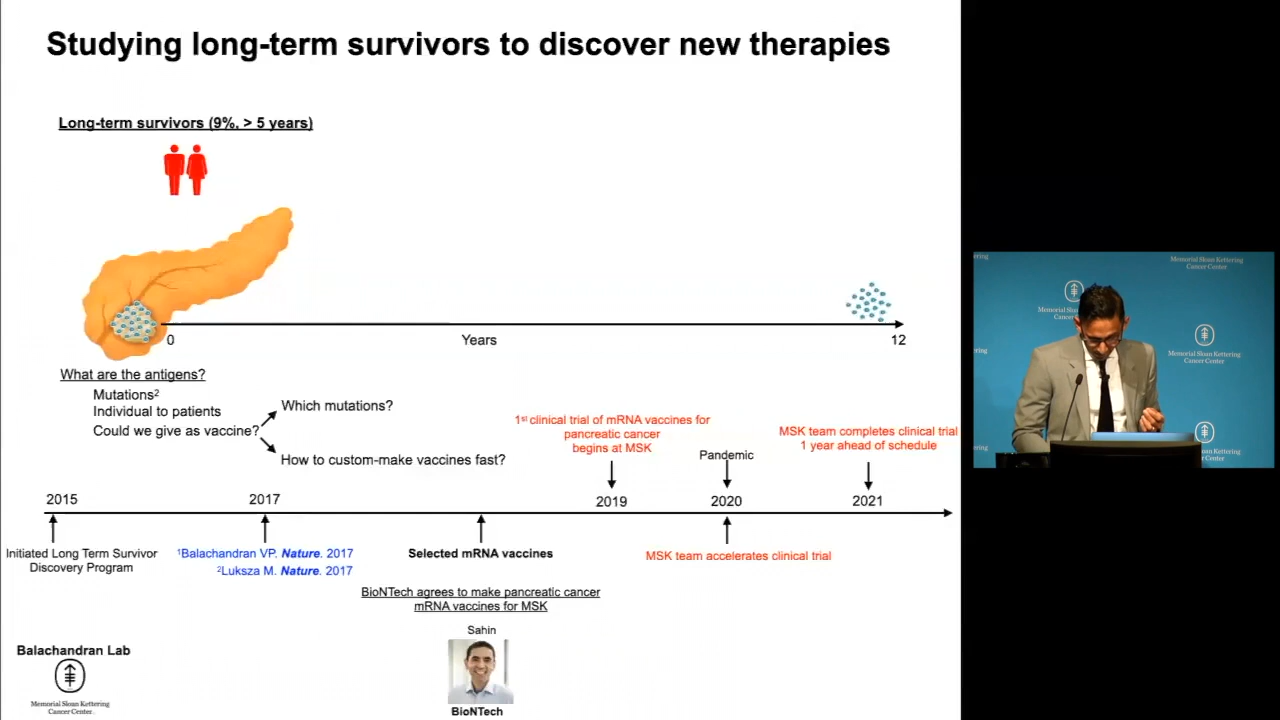 Studying long-term survivors to discover new therapies
Long-term survivors (9%, > 5 years)
0
Years
12
What are the antigens?
Mutations²
Individual to patients
Could we give as vaccine?
Which mutations?
How to custom-make vaccines fast?
1st clinical trial of mRNA vaccines for
pancreatic cancer
begins at MSK
Pandemic
MSK team completes clinical trial
1 year ahead of schedule
2015
2017
2019
2020
2021
Initiated Long Term Survivor
Discovery Program
¹Balachandran VP. Nature. 2017
²Luksza M. Nature. 2017
Selected mRNA vaccines
MSK team accelerates clinical trial
BioNTech agrees to make pancreatic cancer
mRNA vaccines for MSK
Sahin
BioNTech
Balachandran Lab
Memorial Sloan Kettering
Cancer Center
ering
Memorial Sloan Kettering
Cancer Center
Memorial Sloan Kettering
Cancer Center
ering